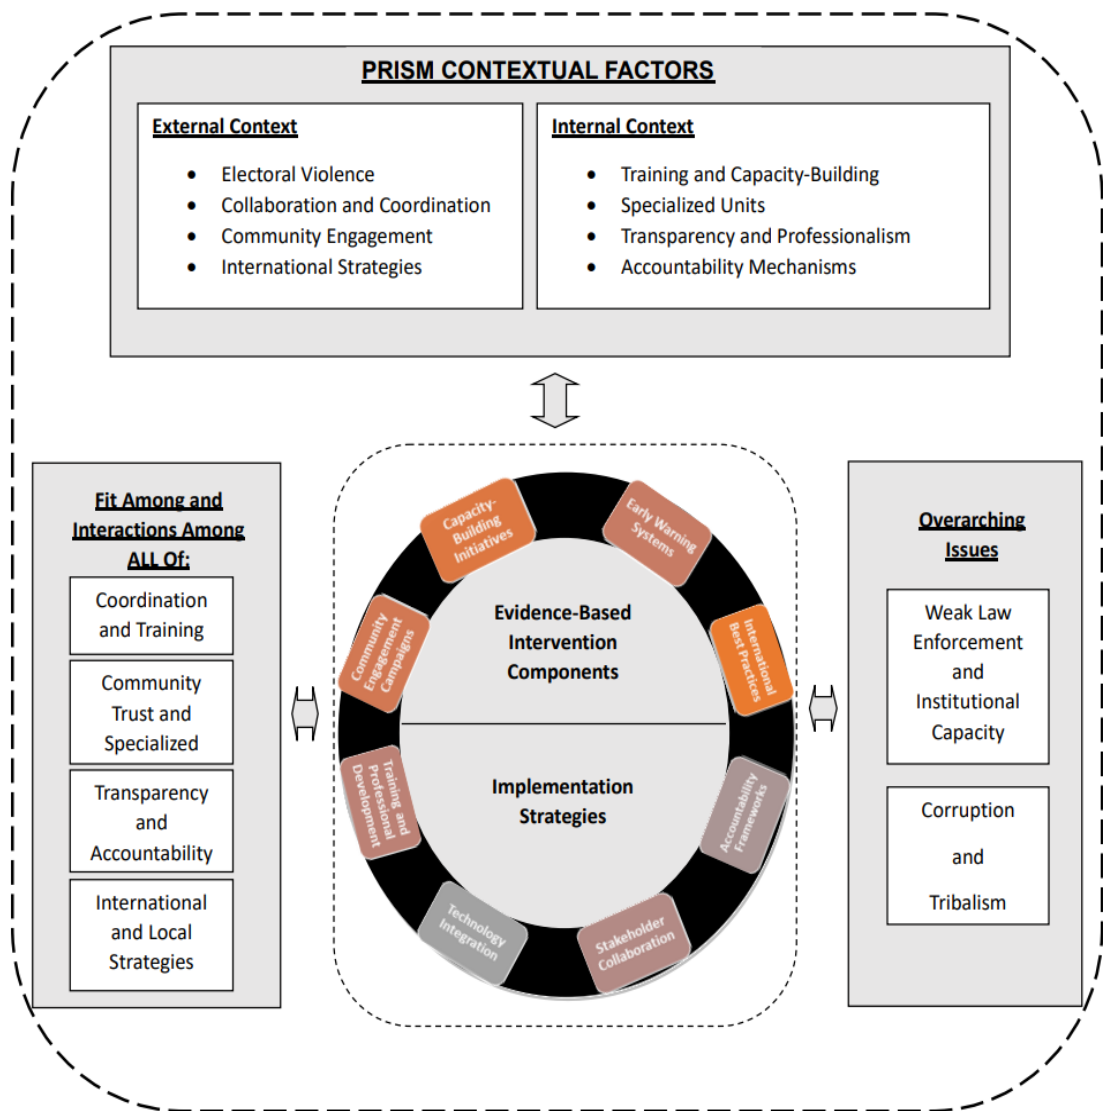 PRISM CONTEXTUAL FACTORS
External Context
• Electoral Violence
• Collaboration and Coordination
• Community Engagement
• International Strategies
Internal Context
• Training and Capacity-Building
• Specialized Units
• Transparency and Professionalism
• Accountability Mechanisms
Fit Among and
Interactions Among
ALL Of:
Coordination
and Training
Community
Trust and
Specialized
Transparency
and
Accountability
International
and Local
Strategies
Capacity-
Building
Initiatives
Early Warning
Systems
Community
Engagement
Campaigns
International
Best Practices
Evidence-Based
Intervention
Components
Implementation
Strategies
Training and
Professional
Development
Accountability
Frameworks
Technology
Integration
Stakeholder
Collaboration
Overarching
Issues
Weak Law
Enforcement
and
Institutional
Capacity
Corruption
and
Tribalism